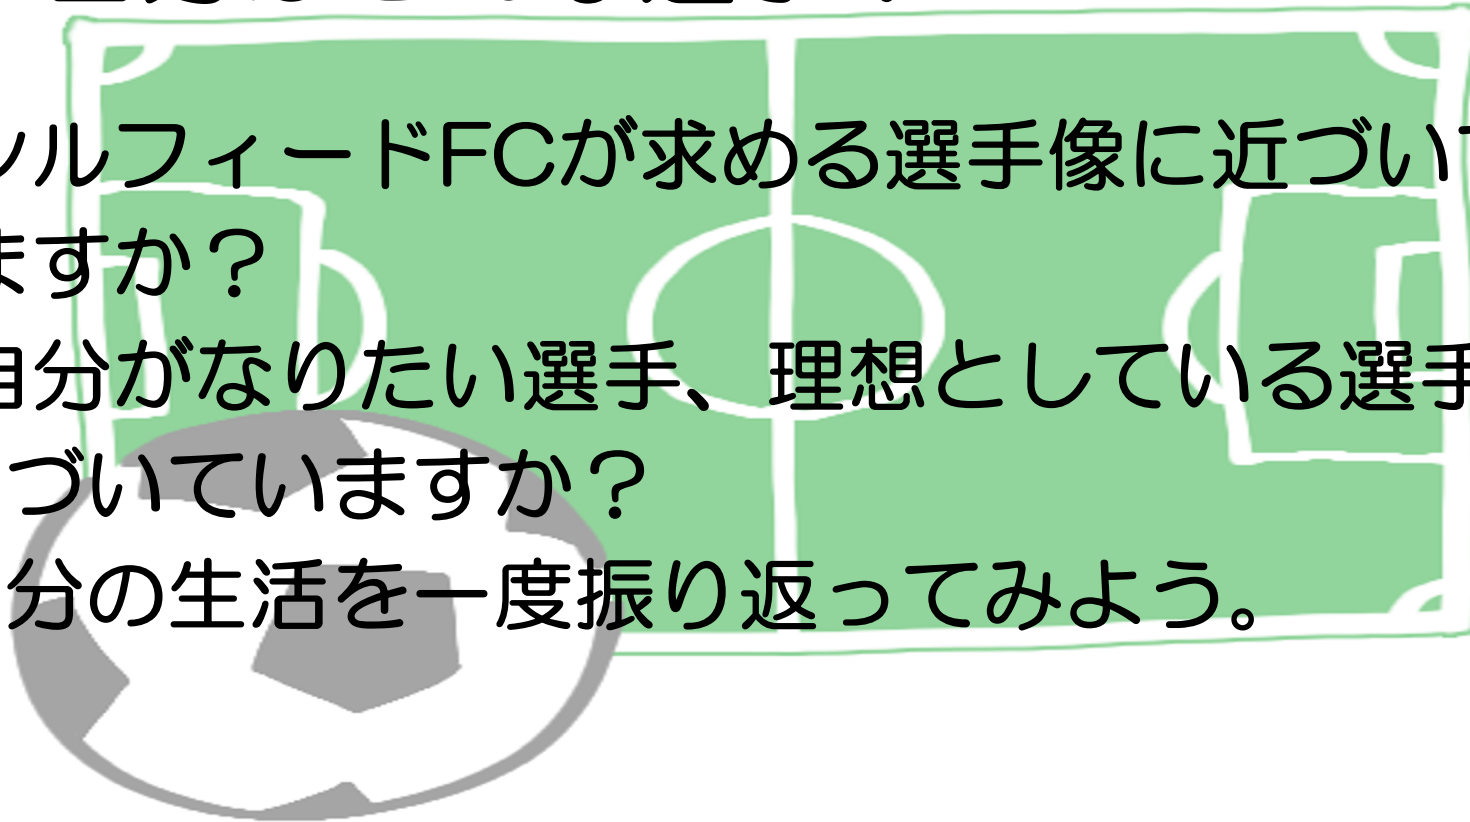 ルフィードFCが求める選手像に近づい
ますか？
自分がなりたい選手、理想としている選手
づいていますか？
分の生活を一度振り返ってみよう。